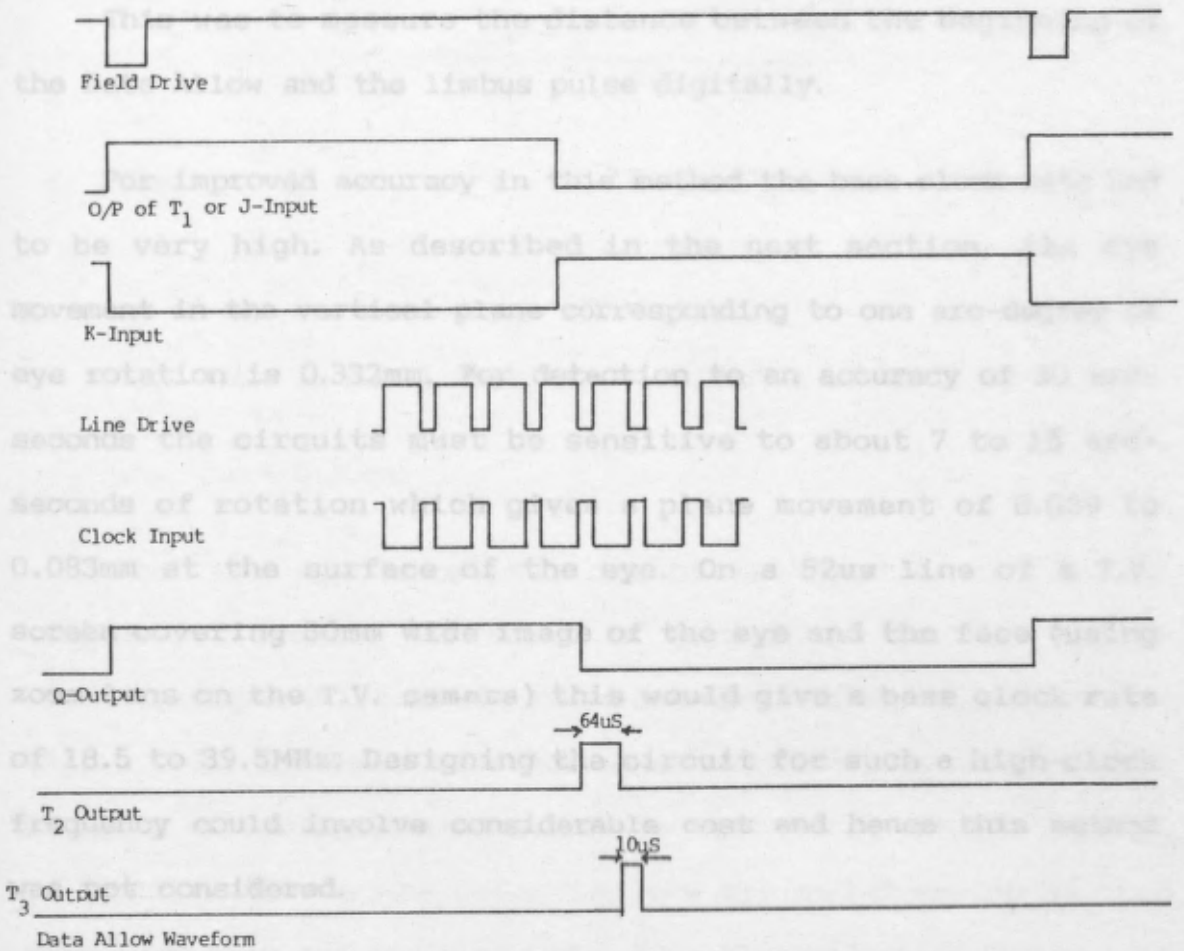 This was to measure the distance between the beginning of
Field Drive
the data allow and the limbus pulse digitally.
For improved accuracy in this method the base clock rate had
O/P of T1 or J-Input
to be very high. As described in the next section, the eye
movement in the vertical plane corresponding to one arc-degree of
K-Input
eye rotation is 0.332mm. For detection to an accuracy of 30 arc-
Line Drive
seconds the circuits must be sensitive to about 7 to 15 arc-
seconds of rotation which gives a plane movement of to
Clock Input
0.083mm at the surface of the eye. On a 52us line of a T.V.
screen covering wide image of the eye and the face (using
Q-Output
zoom lens on the T.V. camera) this would give a base clock rate
64uS
of 18.5 to 39.5MHz. Designing the circuit for such a high clock
T2 Output
frequency could involve considerable cost and hence this method
10uS
was not considered.
T3 Output
Data Allow Waveform